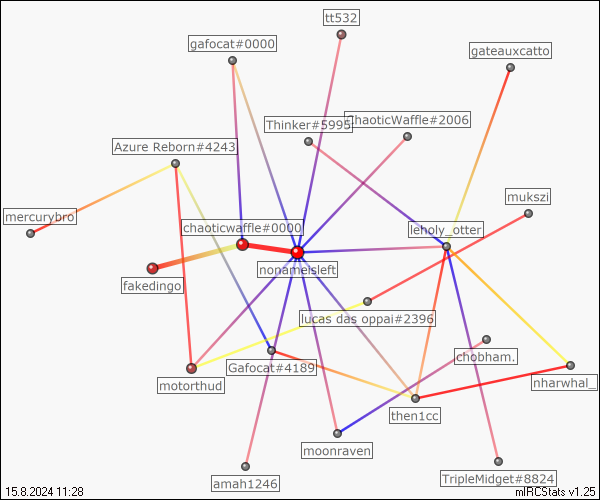 tt532
gafocat#0000
gateauxcatto
Thinker#5995
ChaoticWaffle#2006
Azure Reborn#4243
mukszi
mercurybro
chaoticwaffle#0000
leholy_otter
nonameisleft
fakedingo
lucas das oppai#2396
chobham.
Gafocat#4189
motorthud
nharwhal_
then1cc
moonraven
TripleMidget#8824
amah1246
15.8.2024 11:28
mIRCStats v1.25